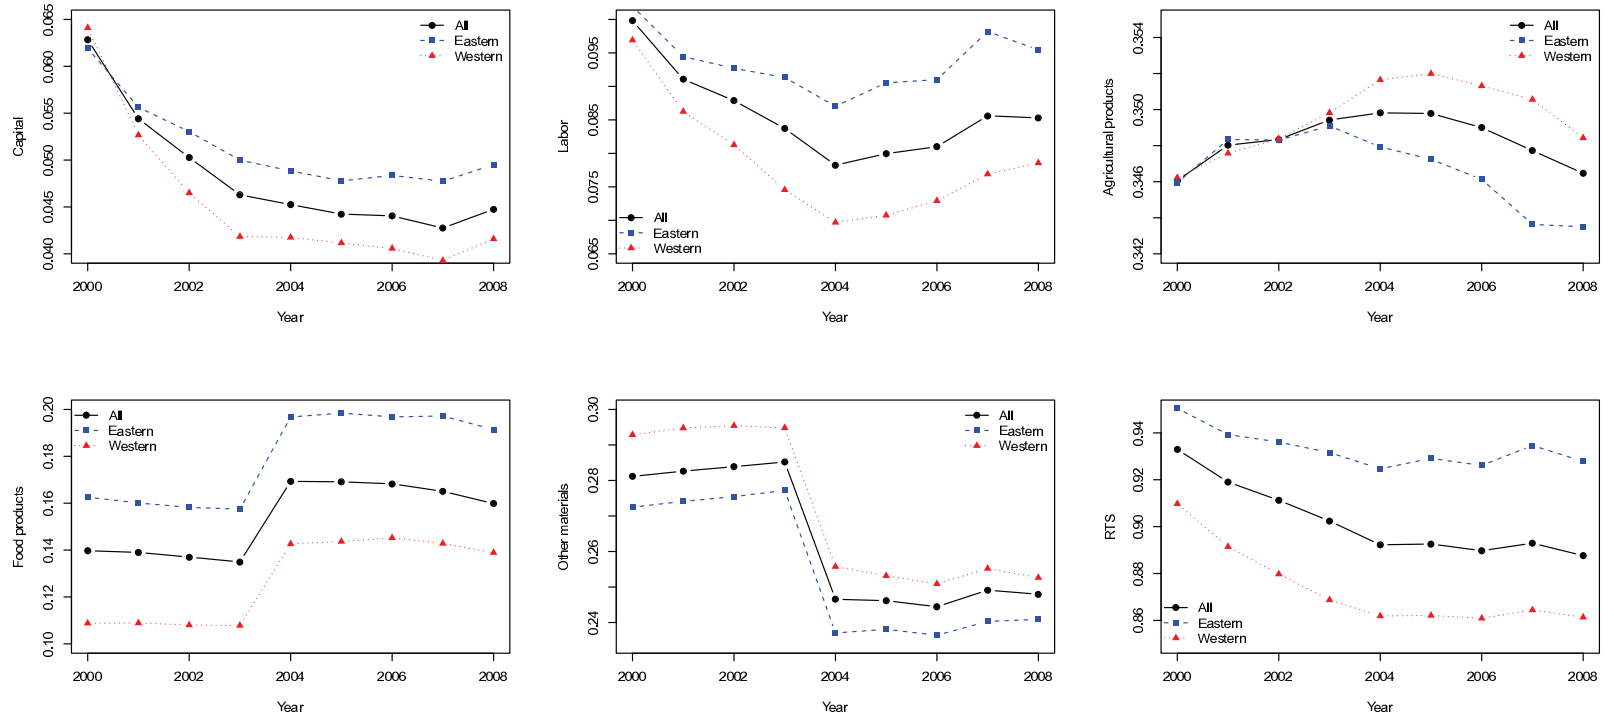 Capital
0.065
0.060
0.055
0.050
0.045
0.040
All
Eastern
Western
2000 2002 2004 2006 2008
Year
Labor
0.095
0.085
0.075
0.065
All
Eastern
Western
2000 2002 2004 2006 2008
Year
Agricultural products
0.354
0.350
0.346
0.342
All
Eastern
Western
2000 2002 2004 2006 2008
Year
Food products
0.20
0.18
0.16
0.14
0.12
0.10
All
Eastern
Western
2000 2002 2004 2006 2008
Year
Other materials
0.30
0.28
0.26
0.24
All
Eastern
Western
2000 2002 2004 2006 2008
Year
RTS
0.94
0.92
0.90
0.88
0.86
All
Eastern
Western
2000 2002 2004 2006 2008
Year